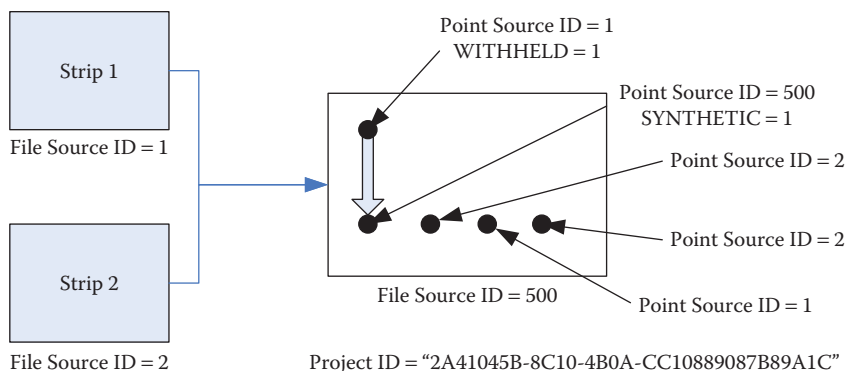 Point Source ID = 1
WITHHELD = 1
Strip 1
File Source ID = 1
Point Source ID = 500
SYNTHETIC = 1
Point Source ID = 2
Strip 2
Point Source ID = 2
File Source ID = 500
Point Source ID = 1
File Source ID = 2
Project ID = “2A41045B-8C10-4B0A-CC10889087B89A1C”